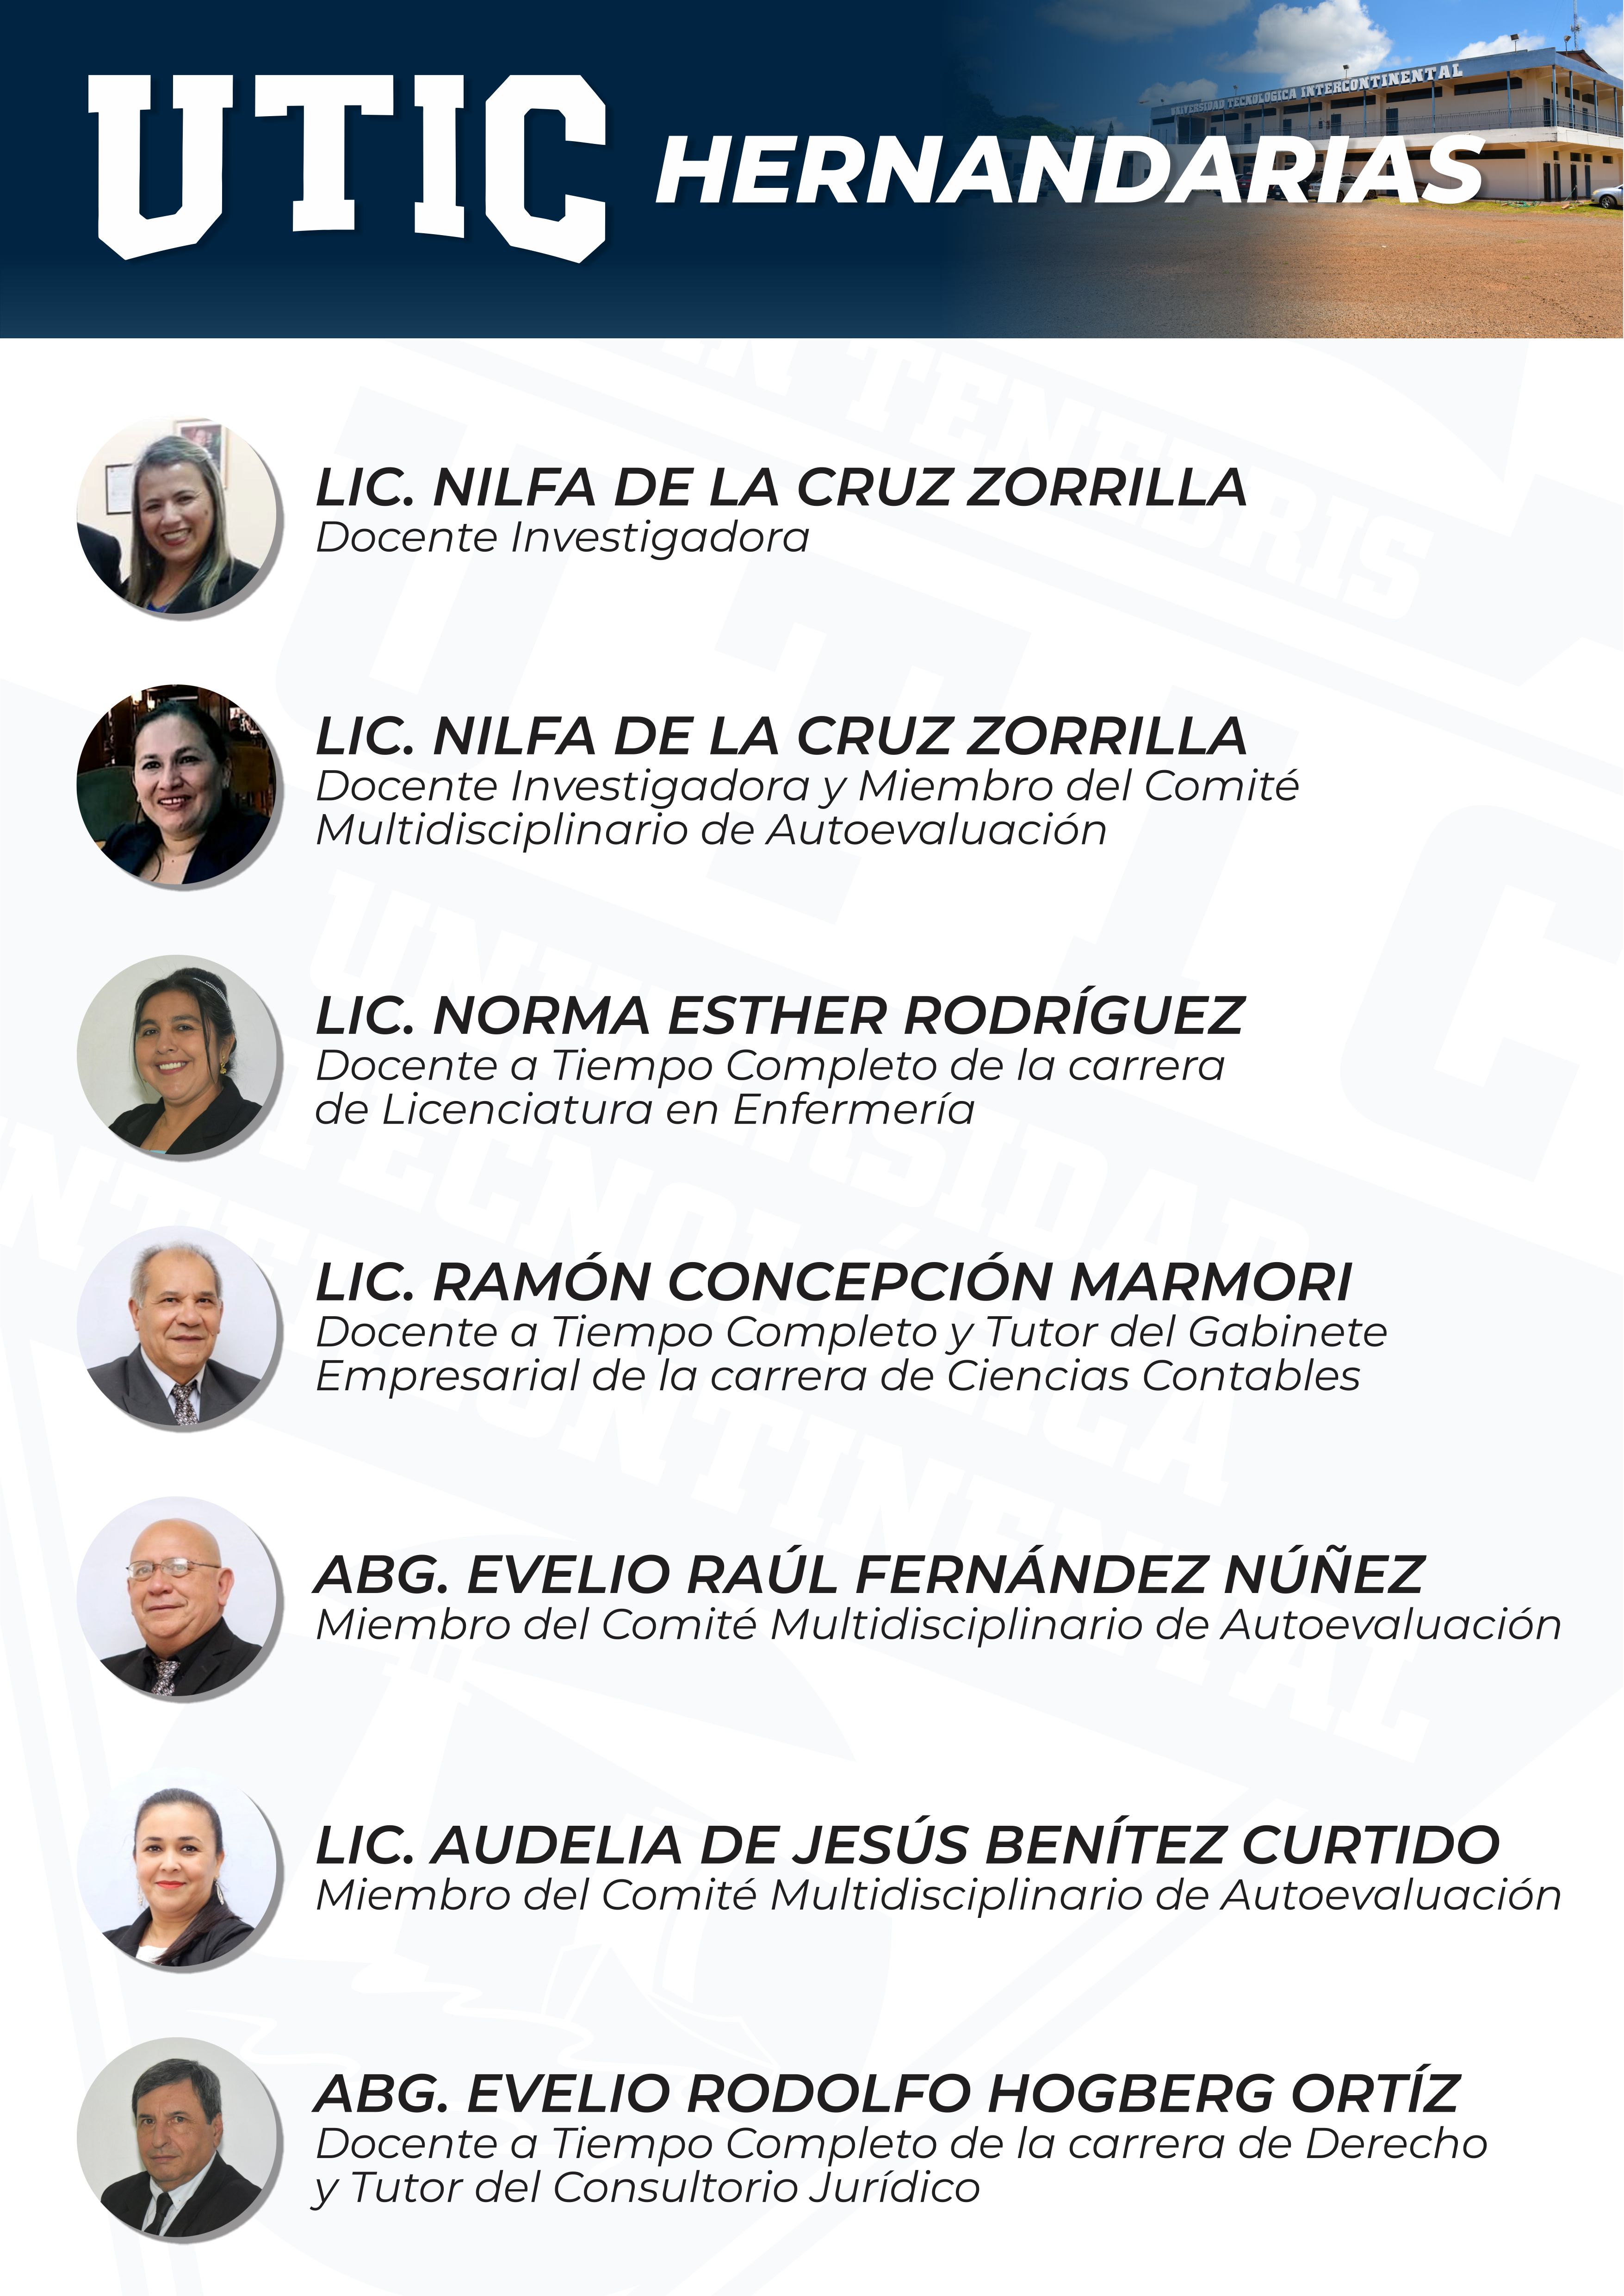 UTIC HERNANDARIAS
UNIVERSIDAD TECNOLÓGICA INTERCONTINENTAL
LIC. NILFA DE LA CRUZ ZORRILLA
Docente Investigadora
LIC. NILFA DE LA CRUZ ZORRILLA
Docente Investigadora y Miembro del Comité
Multidisciplinario de Autoevaluación
LIC. NORMA ESTHER RODRÍGUEZ
Docente a Tiempo Completo de la carrera
de Licenciatura en Enfermería
LIC. RAMÓN CONCEPCIÓN MARMORI
Docente a Tiempo Completo y Tutor del Gabinete
Empresarial de la carrera de Ciencias Contables
ABG. EVELIO RAÚL FERNÁNDEZ NÚÑEZ
Miembro del Comité Multidisciplinario de Autoevaluación
LIC. AUDELIA DE JESÚS BENÍTEZ CURTIDO
Miembro del Comité Multidisciplinario de Autoevaluación
ABG. EVELIO RODOLFO HOGBERG ORTÍZ
Docente a Tiempo Completo de la carrera de Derecho
y Tutor del Consultorio Jurídico
TENEBRIS
UTIC
UNIVERSIDAD
TECNOLÓGICA
INTERCONTINENTAL